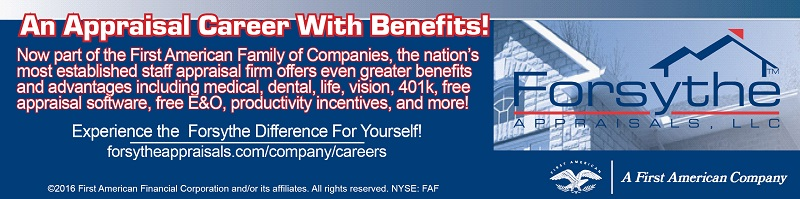 An Appraisal Career With Benefits!
Now part of the First American Family of Companies, the nation's
most established staff appraisal firm offers even greater benefits
and advantages including medical, dental, life, vision, 401k, free
appraisal software, free E&O, productivity incentives, and more!
Experience the Forsythe Difference For Yourself!
forsytheappraisals.com/company/careers
©2016 First American Financial Corporation and/or its affiliates. All rights reserved. NYSE: FAF
Forsythe™
APPRAISALS, LLC
FIRST AMERICAN
A First American Company